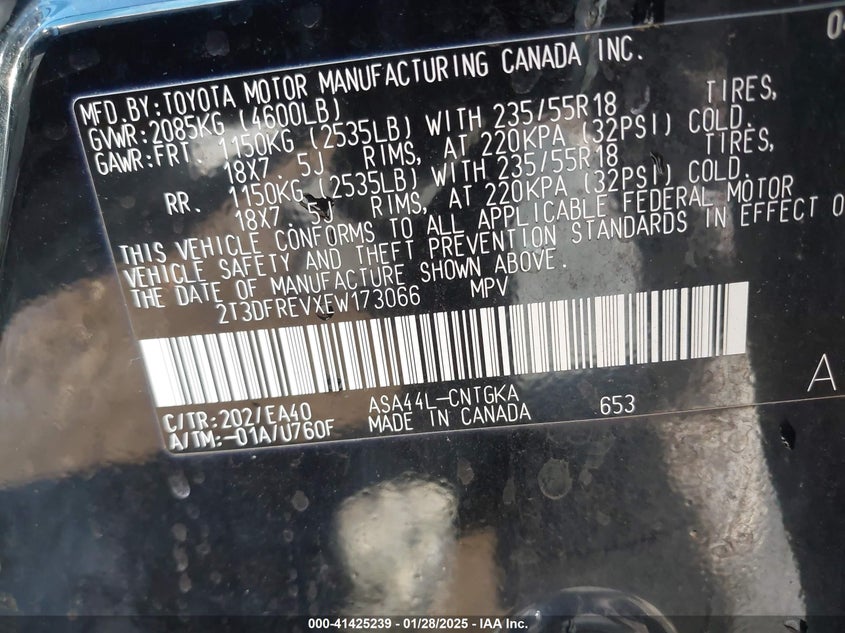 04
MFD.BY:TOYOTA MOTOR MANUFACTURING CANADA INC.
GVWR:2085KG (4600LB)
GAWR:FRT. 1150KG (2535LB) WITH 235/55R18 TIRES,
18X7 5J RIMS, AT 220KPA (32PSI) COLD.
RR. 1150KG (2535LB) WITH 235/55R18 TIRES,
18X7 5J RIMS, AT 220KPA (32PSI) COLD.
THIS VEHICLE CONFORMS TO ALL APPLICABLE FEDERAL MOTOR
VEHICLE SAFETY AND THEFT PREVENTION STANDARDS IN EFFECT O
THE DATE OF MANUFACTURE SHOWN ABOVE.
2T3DFREVXEW173066 MPV
A
C/TR:202/EA40 ASA44L-CNTGKA 653
A/TM:-01A/U760F MADE IN CANADA
000-41425239 - 01/28/2025 - IAA Inc.